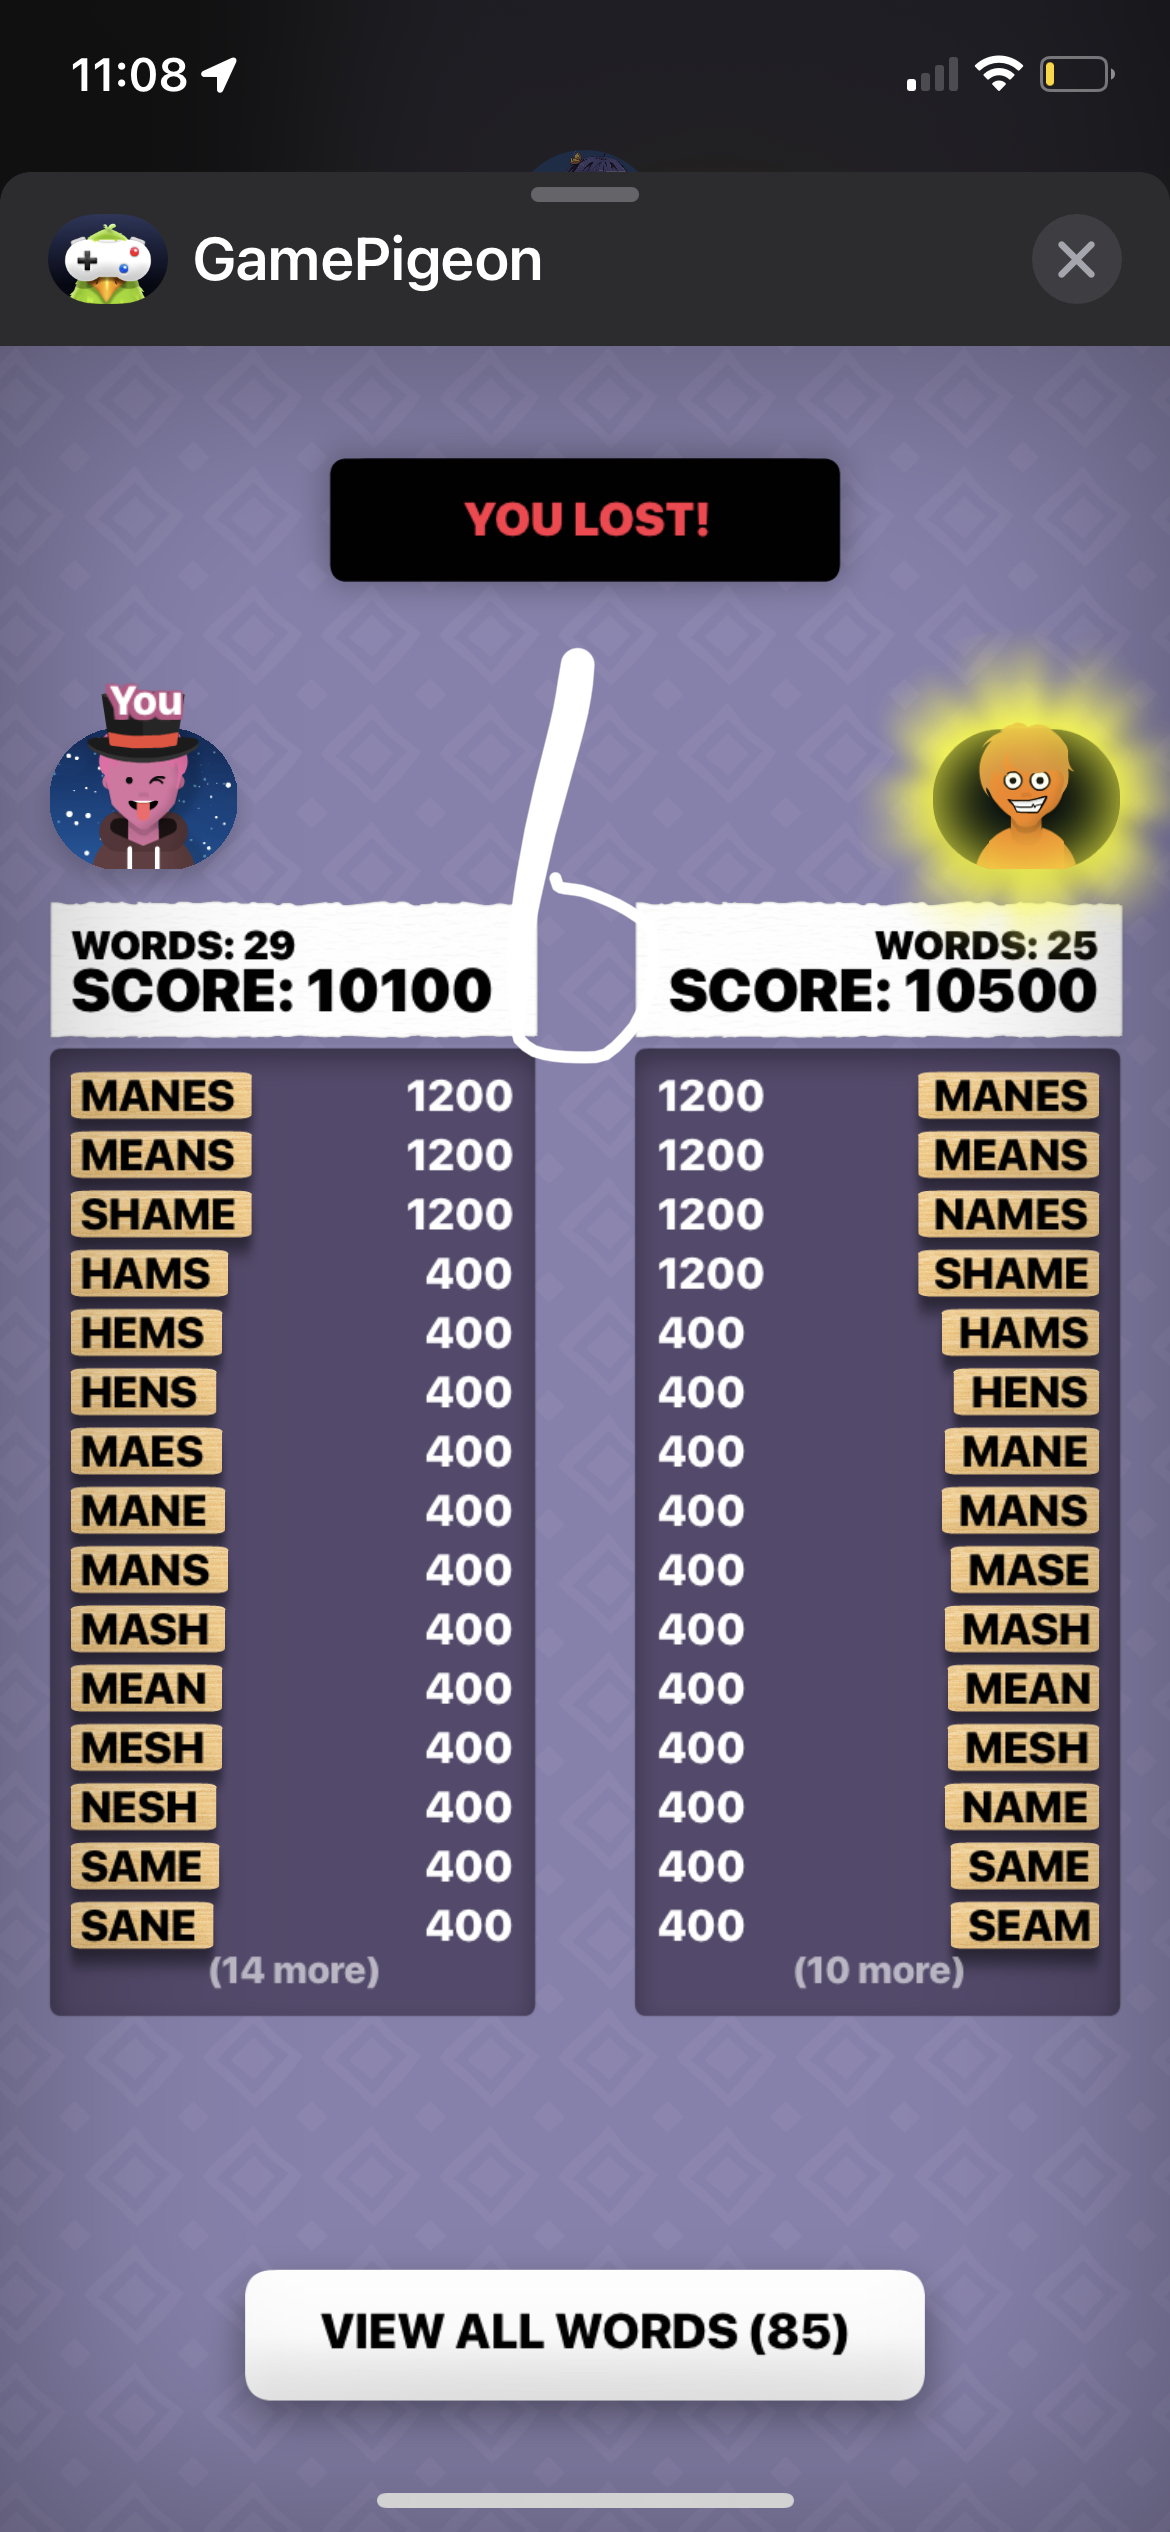 11:08
GamePigeon
YOU LOST!
You
WORDS: 29
SCORE: 10100
WORDS: 25
SCORE: 10500
MANES 1200
MEANS 1200
SHAME 1200
HAMS 400
HEMS 400
HENS 400
MAES 400
MANE 400
MANS 400
MASH 400
MEAN 400
MESH 400
NESH 400
SAME 400
SANE 400
(14 more)
1200 MANES
1200 MEANS
1200 NAMES
1200 SHAME
400 HAMS
400 HENS
400 MANE
400 MANS
400 MASE
400 MASH
400 MEAN
400 MESH
400 NAME
400 SAME
400 SEAM
(10 more)
VIEW ALL WORDS (85)